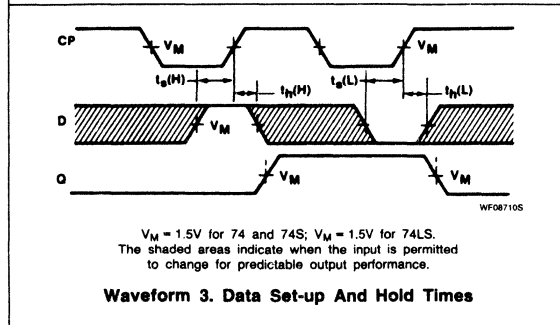 CP
V_M V_M
t_s(H) t_h(H) t_s(L) t_h(L)
D V_M
Q V_M V_M
WF08710S
V_M = 1.5V for 74 and 74S; V_M = 1.5V for 74LS.
The shaded areas indicate when the input is permitted
to change for predictable output performance.
Waveform 3. Data Set-up And Hold Times